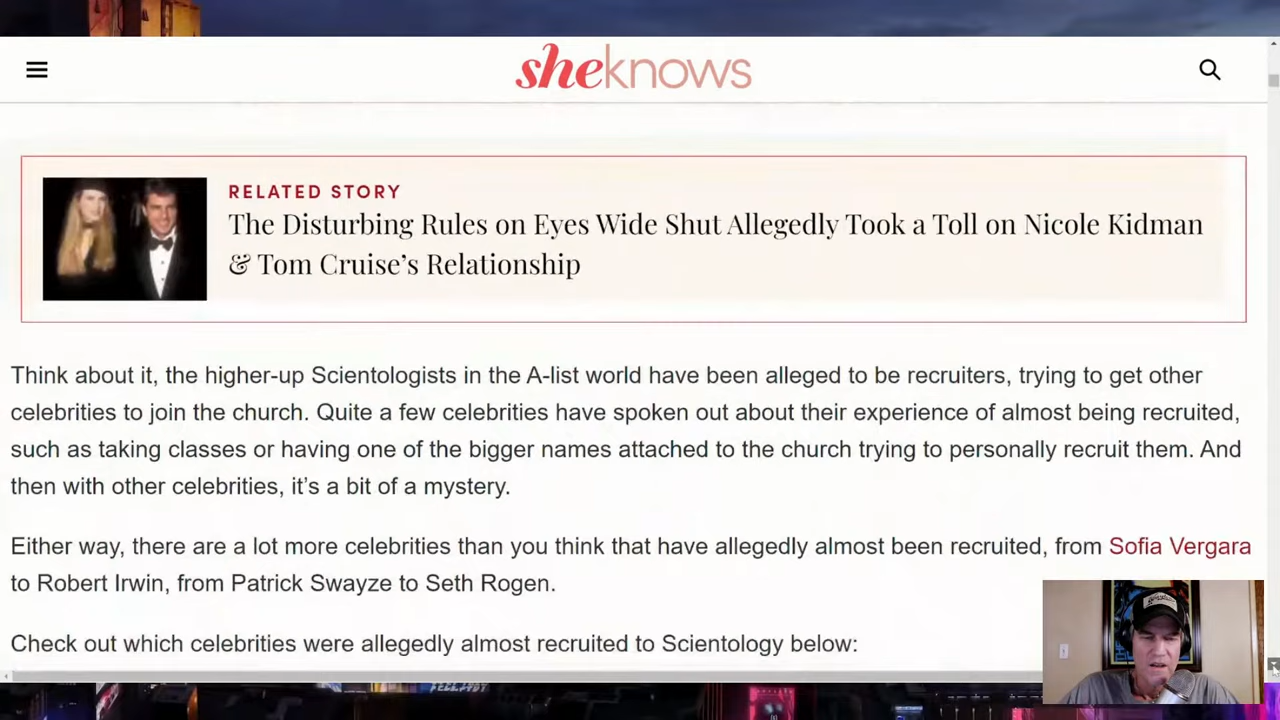 sheknows
RELATED STORY
The Disturbing Rules on Eyes Wide Shut Allegedly Took a Toll on Nicole Kidman
& Tom Cruise’s Relationship
Think about it, the higher-up Scientologists in the A-list world have been alleged to be recruiters, trying to get other
celebrities to join the church. Quite a few celebrities have spoken out about their experience of almost being recruited,
such as taking classes or having one of the bigger names attached to the church trying to personally recruit them. And
then with other celebrities, it’s a bit of a mystery.
Either way, there are a lot more celebrities than you think that have allegedly almost been recruited, from Sofia Vergara
to Robert Irwin, from Patrick Swayze to Seth Rogen.
Check out which celebrities were allegedly almost recruited to Scientology below: